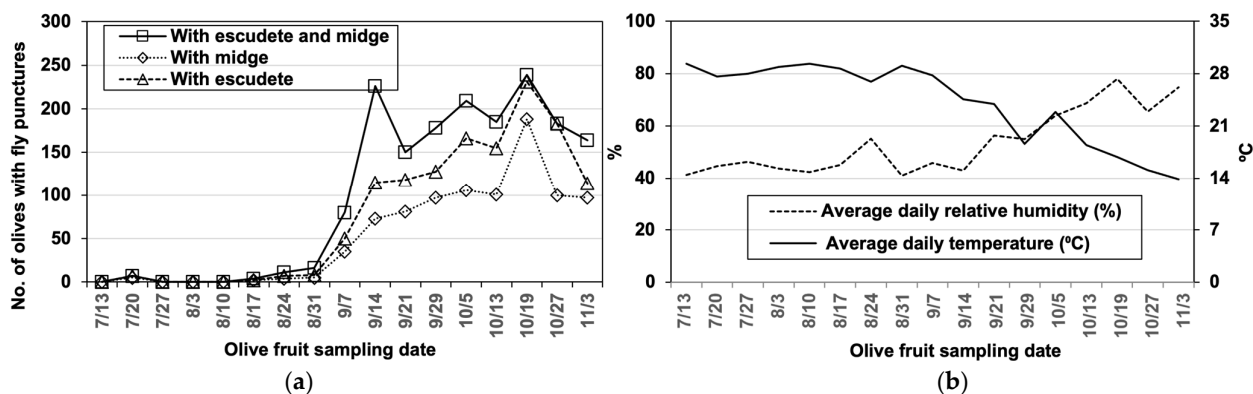 300
250
200
150
100
50
0
No. of olives with fly punctures
With escudete and midge
With midge
With escudete
7/13 7/20 7/27 8/3 8/10 8/17 8/24 8/31 9/7 9/14 9/21 9/29 10/5 10/13 10/19 10/27 11/3
Olive fruit sampling date
(a)
100
80
60
40
20
0
%
Average daily relative humidity (%)
Average daily temperature (ºC)
35
28
21
14
7
0
ºC
7/13 7/20 7/27 8/3 8/10 8/17 8/24 8/31 9/7 9/14 9/21 9/29 10/5 10/13 10/19 10/27 11/3
Olive fruit sampling date
(b)